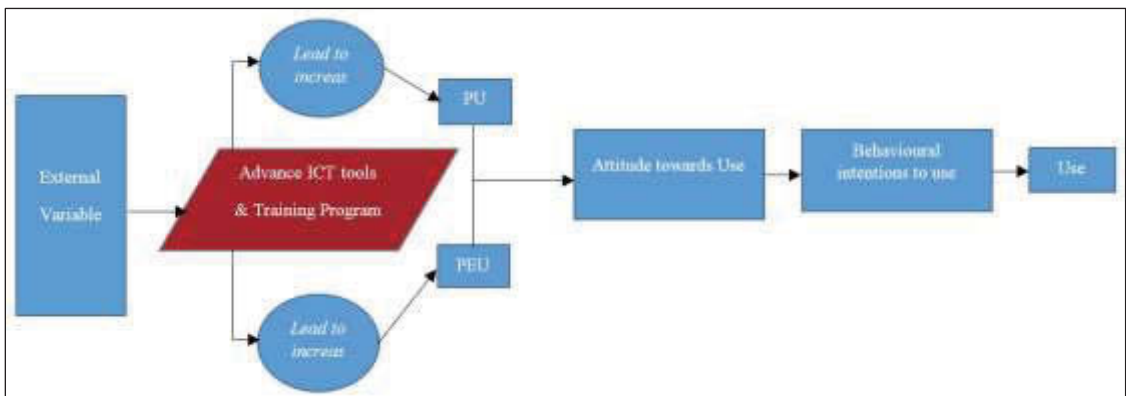 Lead to
increas
PU
External
Variable
Advance ICT tools
& Training Program
Attitude towards Use
Behavioural
intentions to use
Use
PEU
Lead to
increas